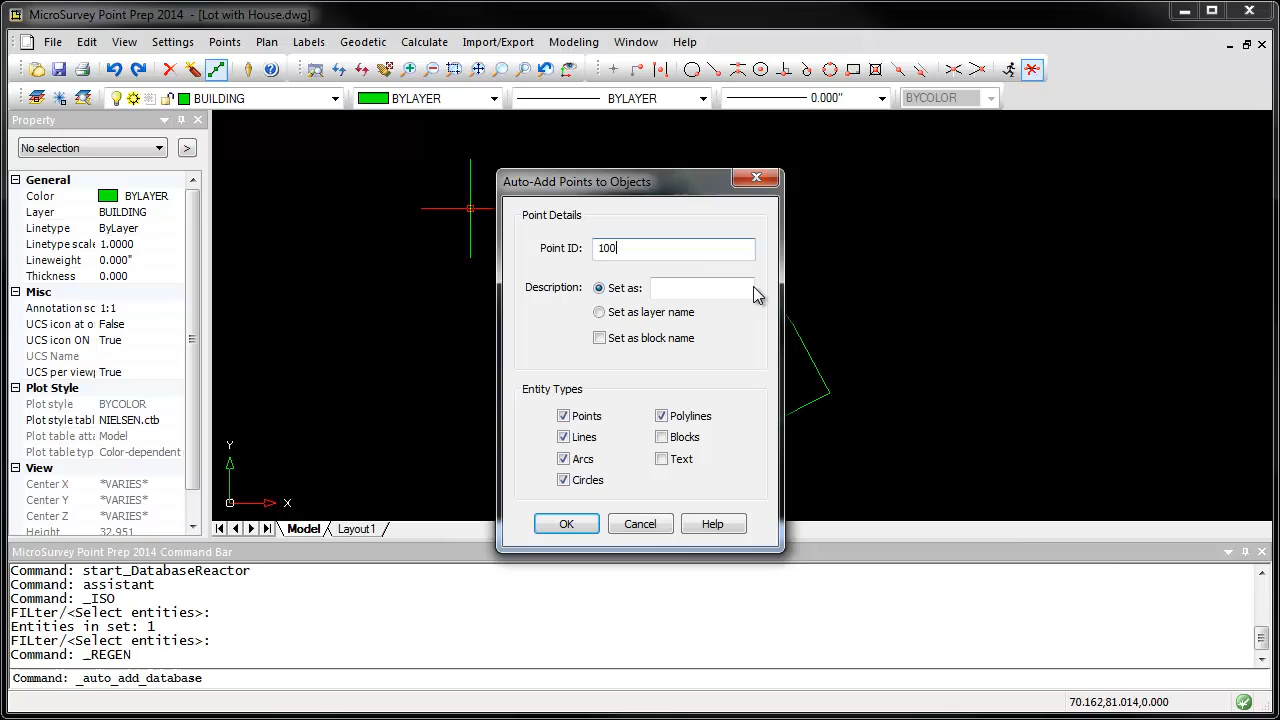 MicroSurvey Point Prep 2014 - [Lot with House.dwg]
File Edit View Settings Points Plan Labels Geodetic Calculate Import/Export Modeling Window Help
BUILDING BYLAYER BYLAYER 0.000" BYCOLOR
Property
No selection >
General
Color BYLAYER
Layer BUILDING
Linetype ByLayer
Linetype scale 1.0000
Lineweight 0.000"
Thickness 0.000
Misc
Annotation scale 1:1
UCS icon at o False
UCS icon ON True
UCS Name
UCS per viewp True
Plot Style
Plot style BYCOLOR
Plot style table NIELSEN.ctb
Plot table atta Model
Plot table type Color-dependent
View
Center X *VARIES*
Center Y *VARIES*
Center Z *VARIES*
Height 32.951
Auto-Add Points to Objects
Point Details
Point ID: 100
Description: Set as:
Set as layer name
Set as block name
Entity Types
Points Polylines
Lines Blocks
Arcs Text
Circles
OK Cancel Help
Y
X
Model Layout1
MicroSurvey Point Prep 2014 Command Bar
Command: start_DatabaseReactor
Command: assistant
Command: _ISO
FILter/<Select entities>:
Entities in set: 1
FILter/<Select entities>:
Command: _REGEN
Command: _auto_add_database
70.162,81.014,0.000